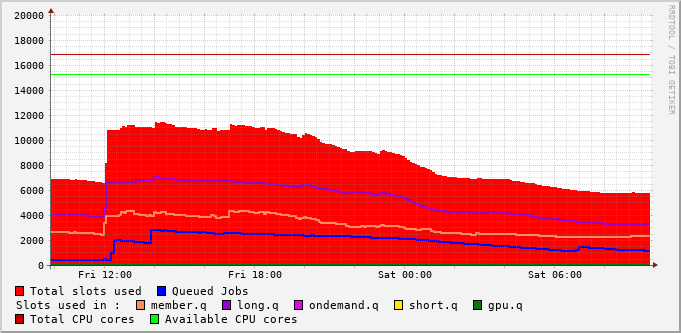 20000
18000
16000
14000
12000
10000
8000
6000
4000
2000
0
Fri 12:00 Fri 18:00 Sat 00:00 Sat 06:00
RRDTOOL / TOBI OETIKER
Total slots used Queued Jobs
Slots used in : member.q long.q ondemand.q short.q gpu.q
Total CPU cores Available CPU cores